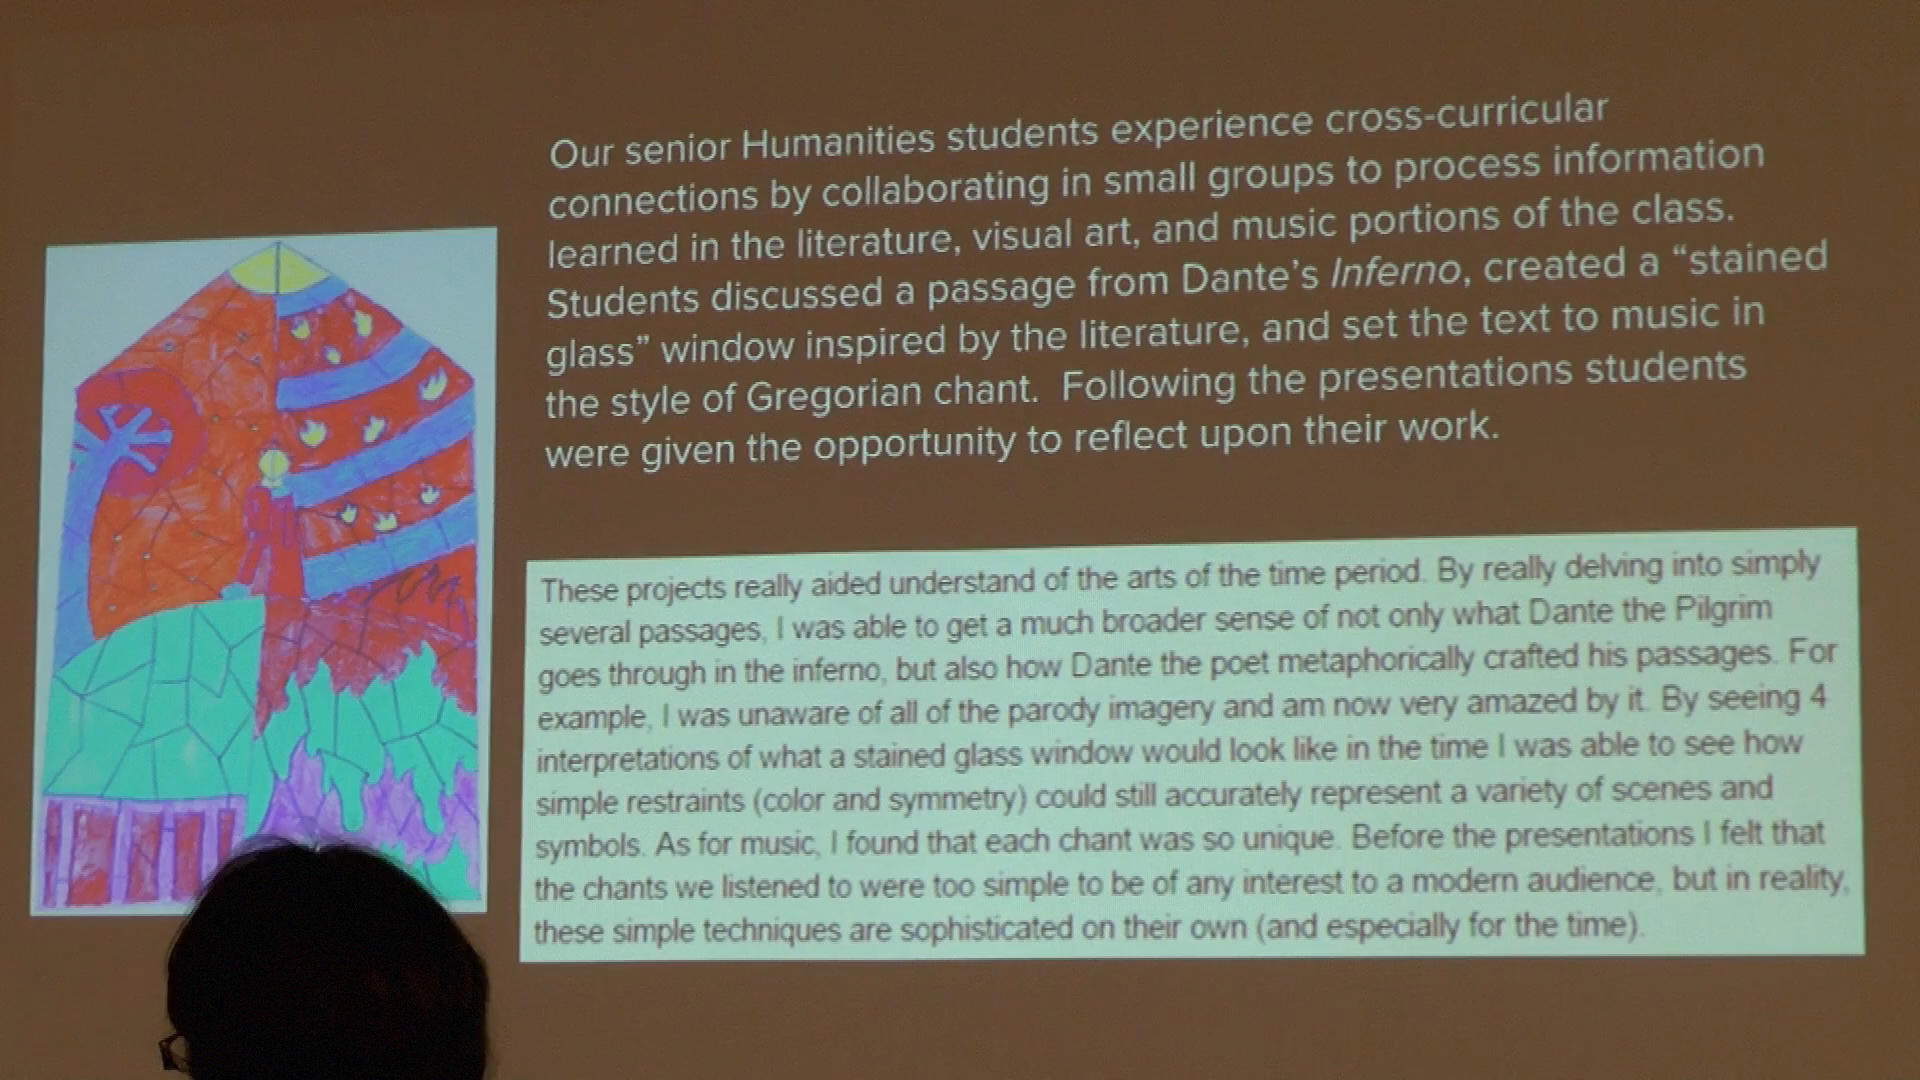 Our senior Humanities students experience cross-curricular
connections by collaborating in small groups to process information
learned in the literature, visual art, and music portions of the class.
Students discussed a passage from Dante’s Inferno, created a “stained
glass” window inspired by the literature, and set the text to music in
the style of Gregorian chant. Following the presentations students
were given the opportunity to reflect upon their work.
These projects really aided understand of the arts of the time period. By really delving into simply
several passages, I was able to get a much broader sense of not only what Dante the Pilgrim
goes through in the inferno, but also how Dante the poet metaphorically crafted his passages. For
example, I was unaware of all of the parody imagery and am now very amazed by it. By seeing 4
interpretations of what a stained glass window would look like in the time I was able to see how
simple restraints (color and symmetry) could still accurately represent a variety of scenes and
symbols. As for music, I found that each chant was so unique. Before the presentations I felt that
the chants we listened to were too simple to be of any interest to a modern audience, but in reality,
these simple techniques are sophisticated on their own (and especially for the time).